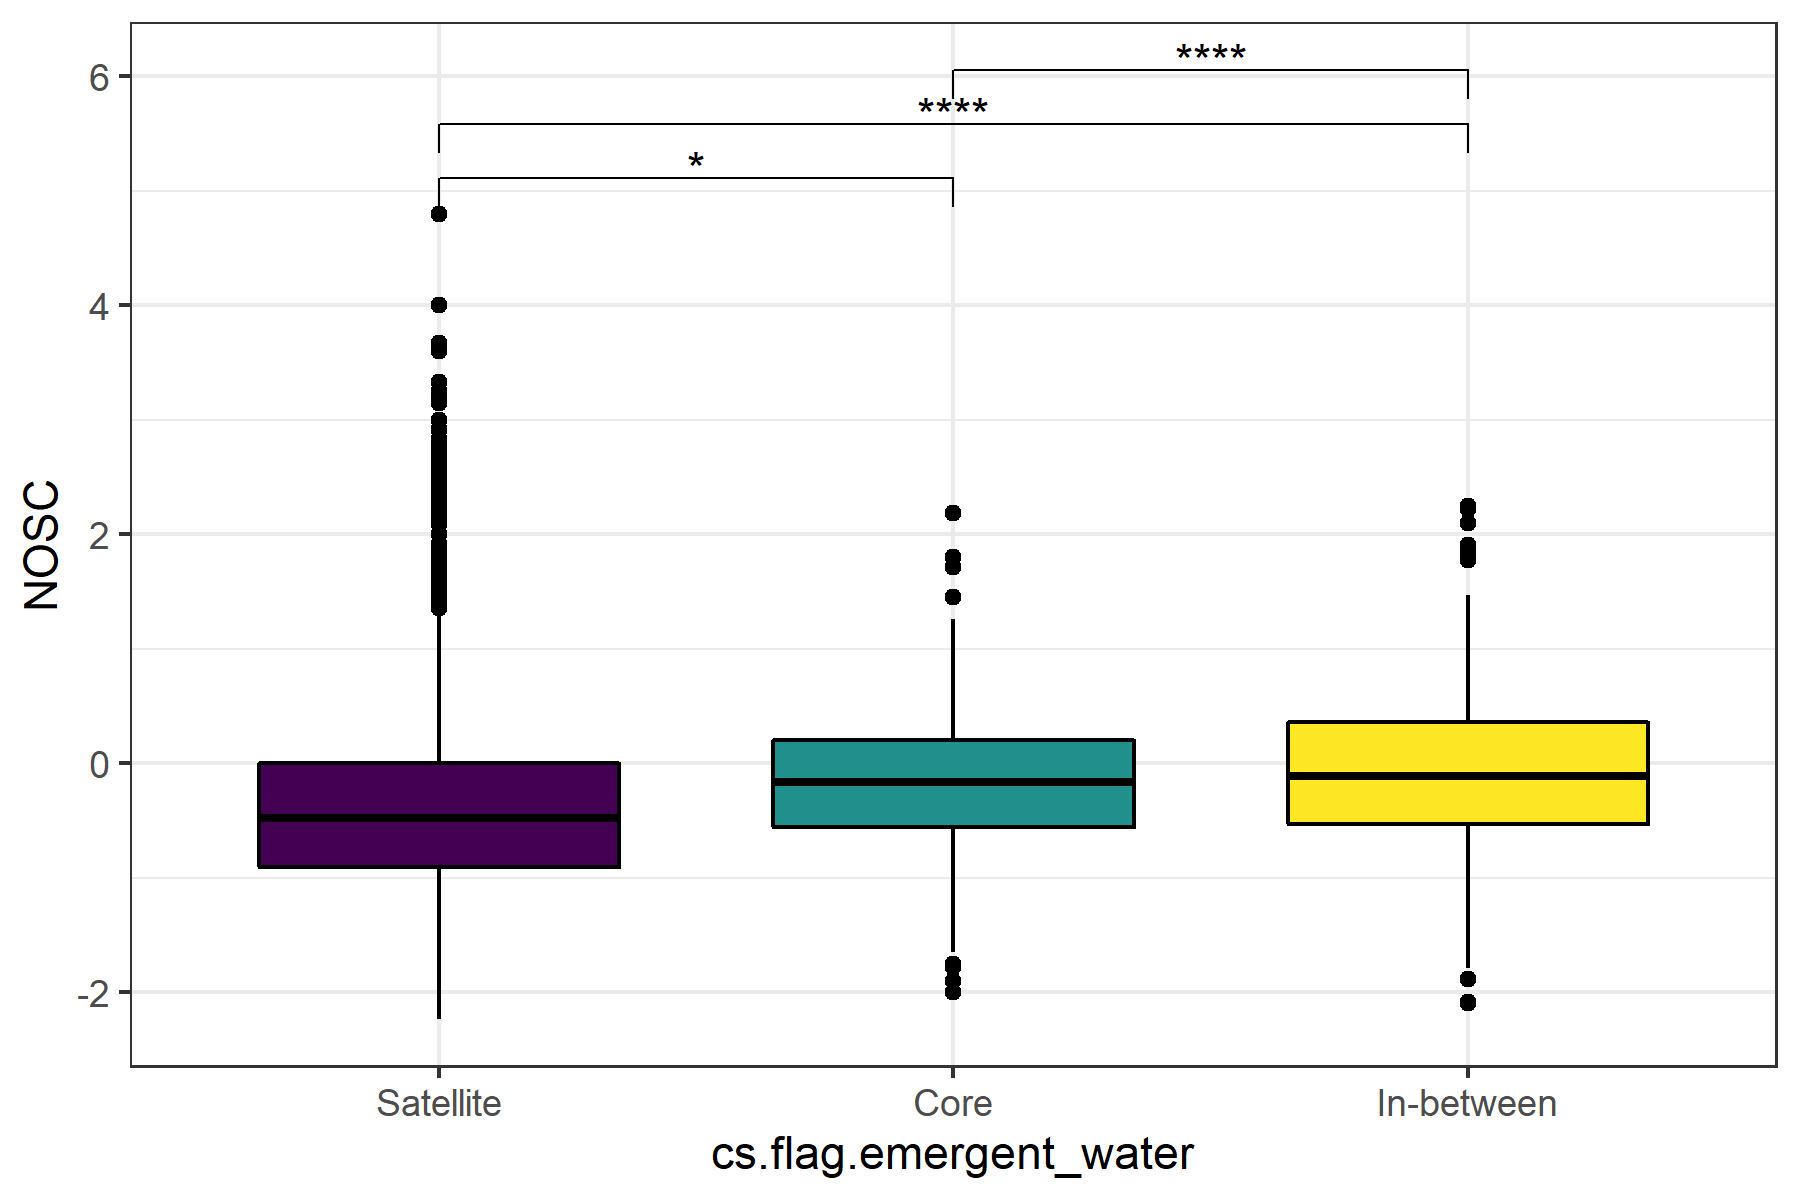 ****
****
*
6
4
2
0
-2
NOSC
Satellite Core In-between
cs.flag.emergent_water